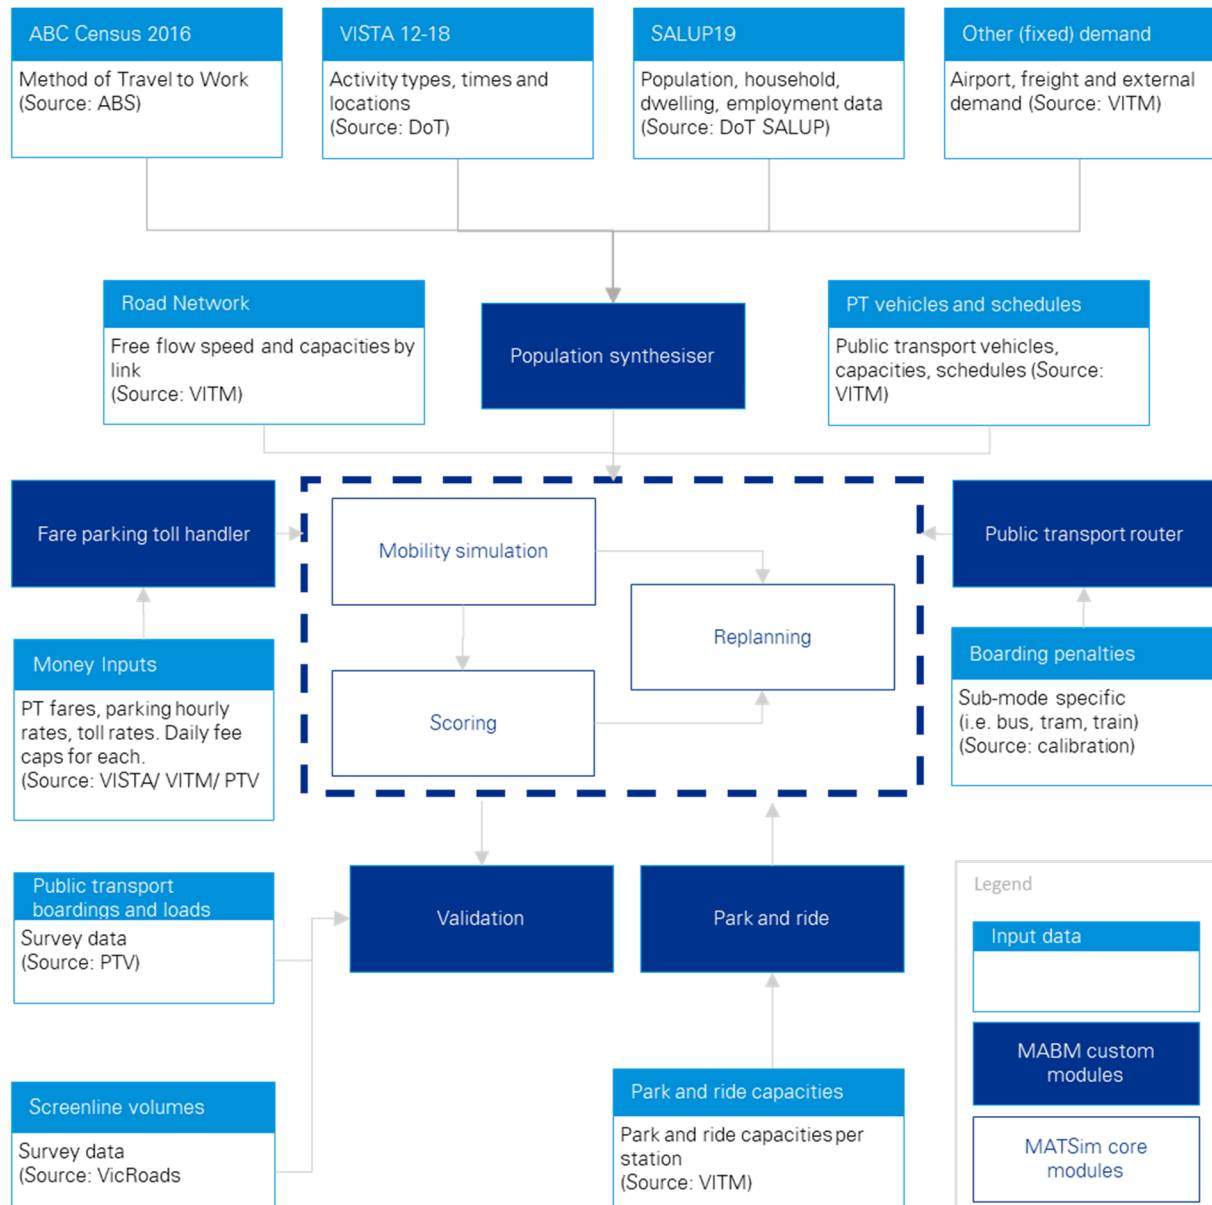 ABC Census 2016
Method of Travel to Work
(Source: ABS)
VISTA 12-18
Activity types, times and
locations
(Source: DoT)
SALUP19
Population, household,
dwelling, employment data
(Source: DoT SALUP)
Other (fixed) demand
Airport, freight and external
demand (Source: VITM)
Road Network
Free flow speed and capacities by
link
(Source: VITM)
Population synthesiser
PT vehicles and schedules
Public transport vehicles,
capacities, schedules (Source:
VITM)
Fare parking toll handler
Mobility simulation
Replanning
Scoring
Public transport router
Money Inputs
PT fares, parking hourly
rates, toll rates. Daily fee
caps for each.
(Source: VISTA/ VITM/ PTV
Boarding penalties
Sub-mode specific
(i.e. bus, tram, train)
(Source: calibration)
Public transport
boardings and loads
Survey data
(Source: PTV)
Validation
Park and ride
Screenline volumes
Survey data
(Source: VicRoads
Park and ride capacities
Park and ride capacities per
station
(Source: VITM)
Legend
Input data
MABM custom
modules
MATSim core
modules